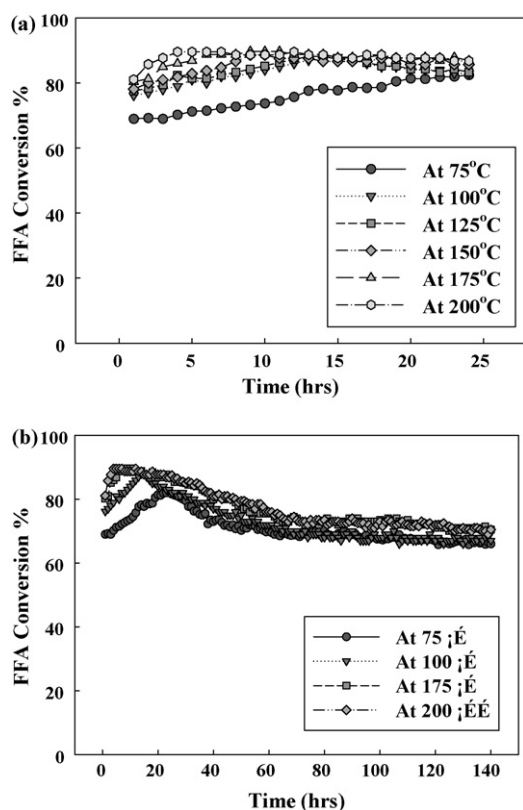 (a)
100
80
60
40
20
0
FFA Conversion %
At 75°C
At 100°C
At 125°C
At 150°C
At 175°C
At 200°C
0 5 10 15 20 25
Time (hrs)
(b)
100
80
60
40
20
0
FFA Conversion %
At 75 ¡É
At 100 ¡É
At 175 ¡É
At 200 ¡ÉÉ
0 20 40 60 80 100 120 140
Time (hrs)